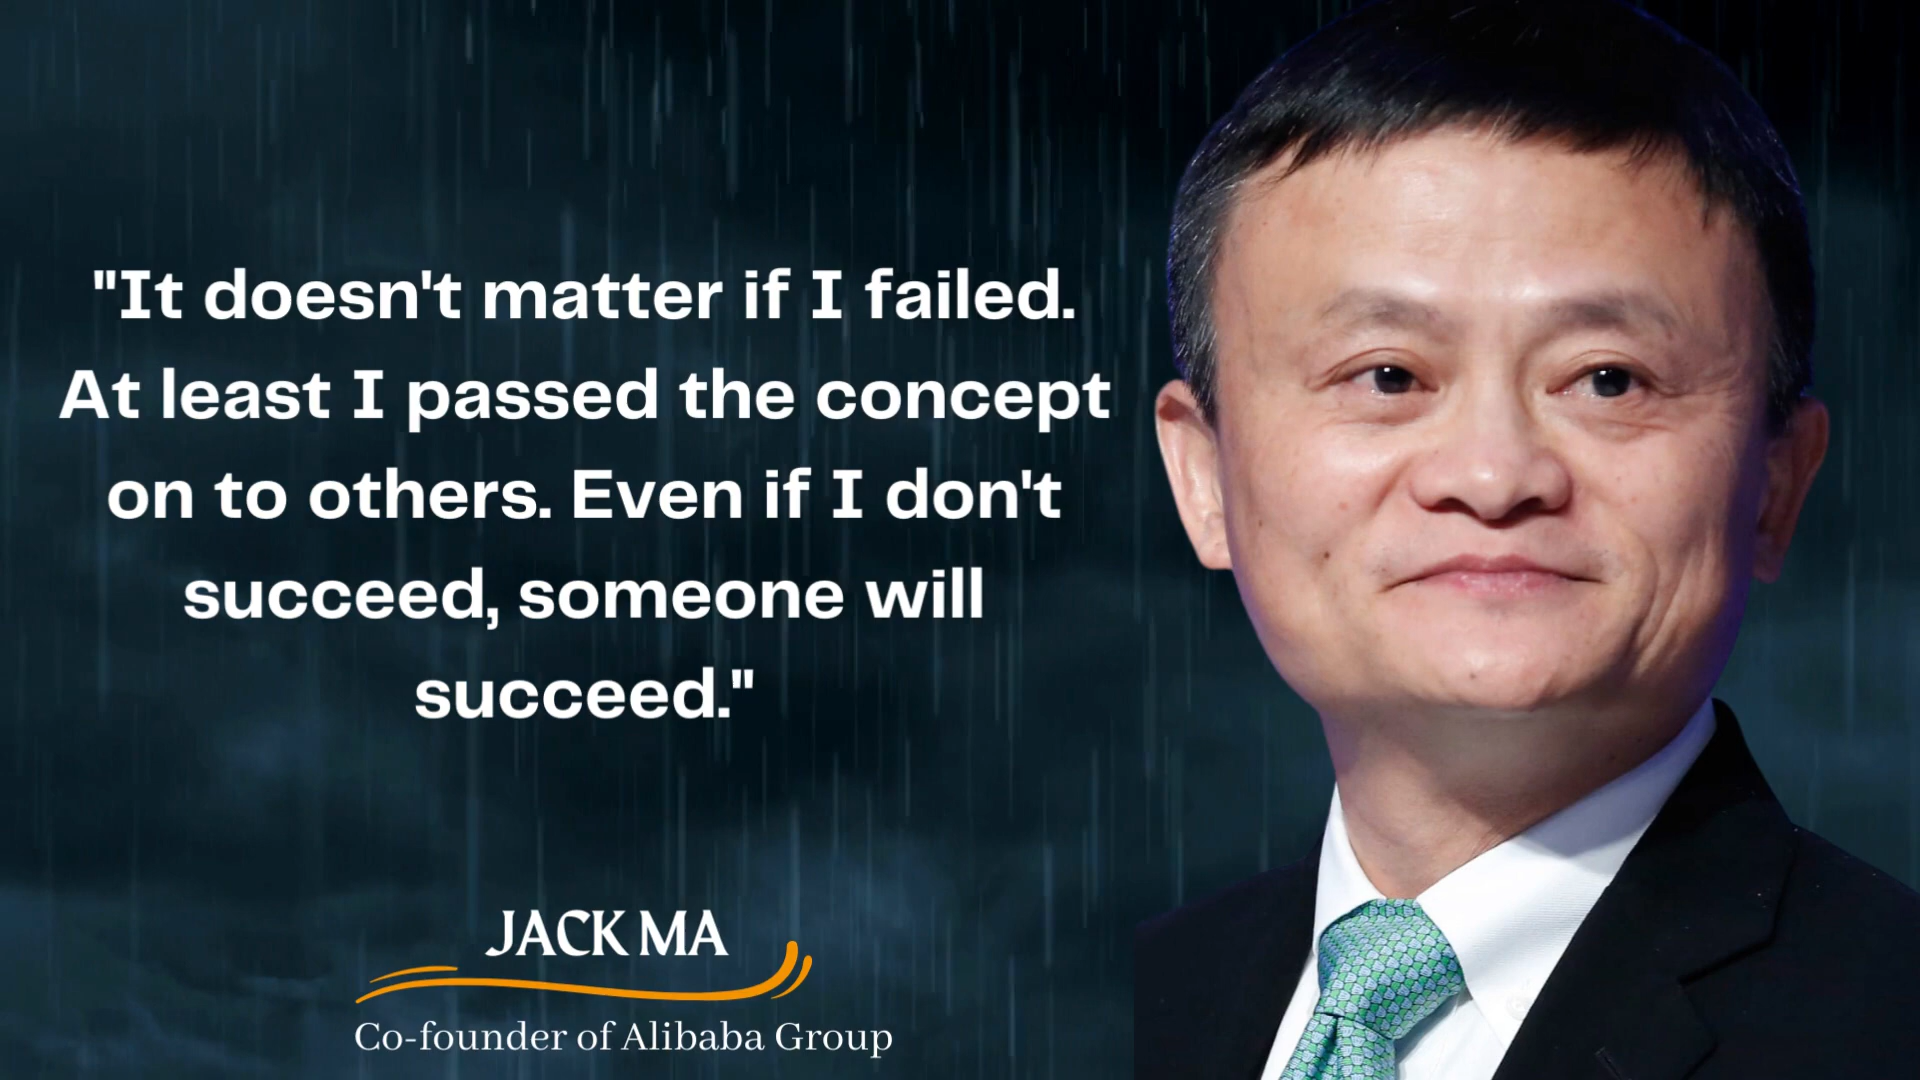 "It doesn't matter if I failed.
At least I passed the concept
on to others. Even if I don't
succeed, someone will
succeed."
JACK MA
Co-founder of Alibaba Group